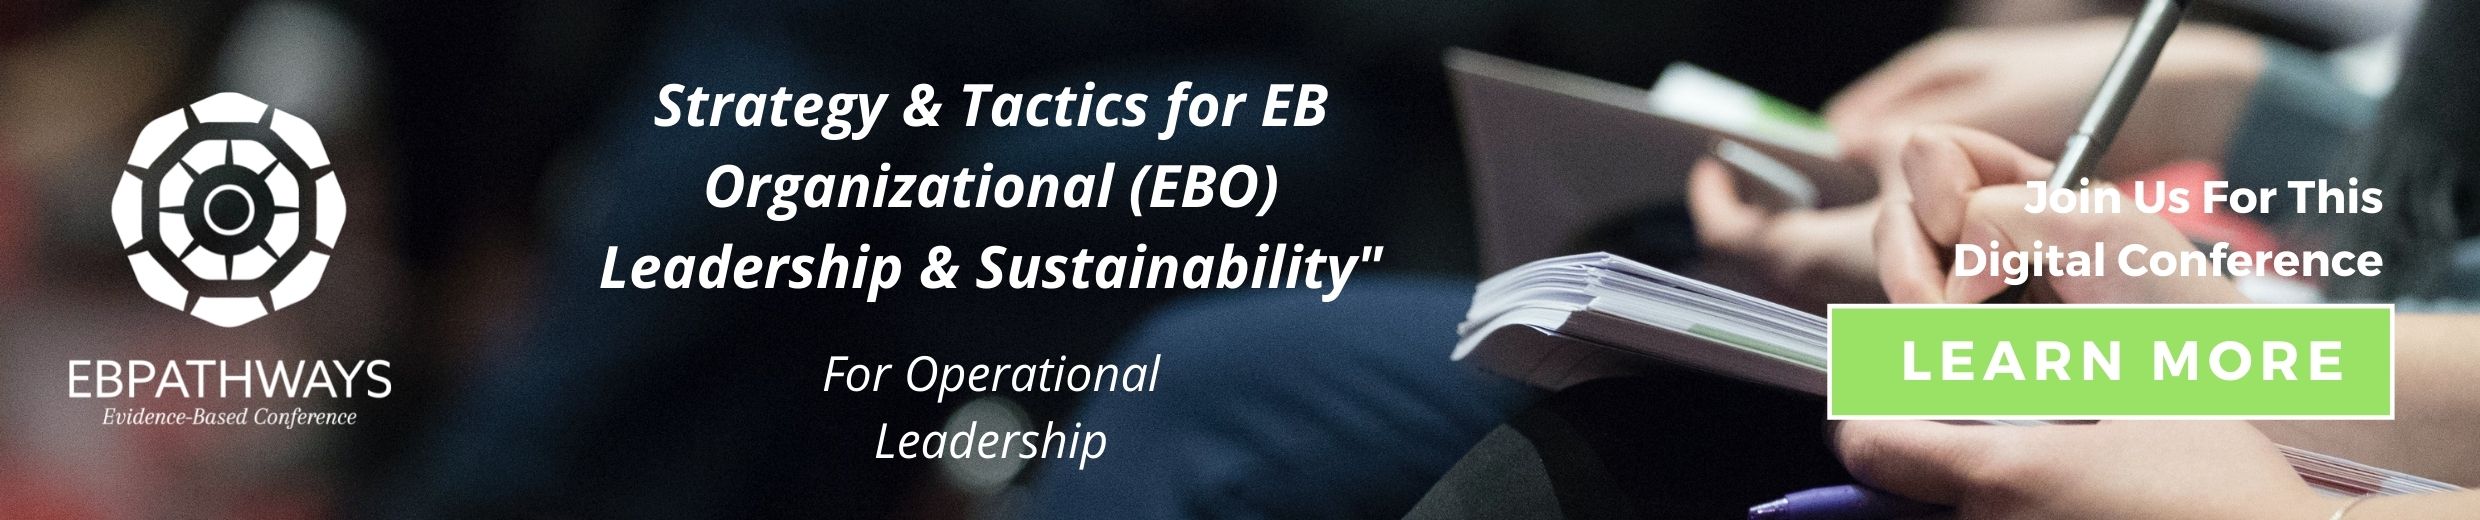 Strategy & Tactics for EB
Organizational (EBO)
Leadership & Sustainability"
For Operational
Leadership
EBPATHWAYS
Evidence-Based Conference
Join Us For This
Digital Conference
LEARN MORE